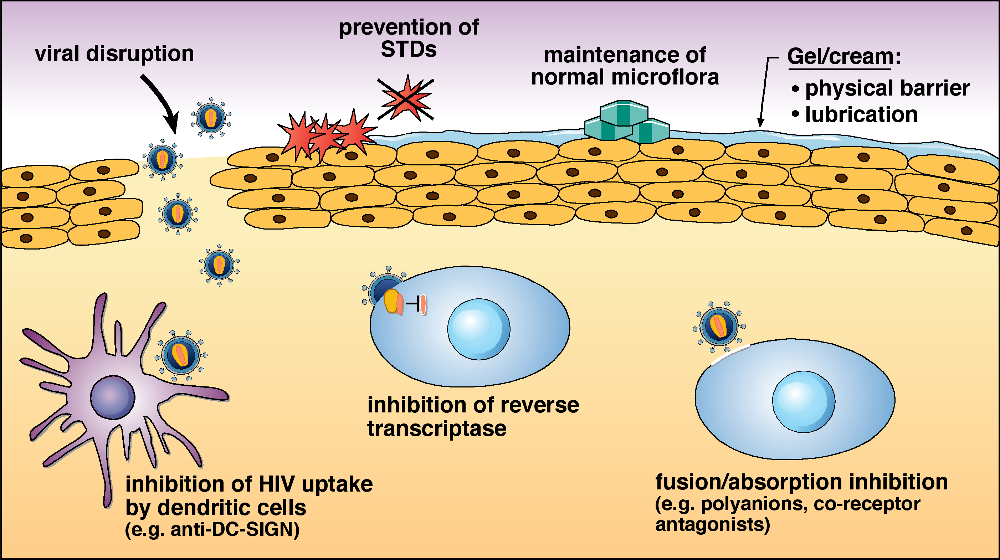 viral disruption
prevention of
STDs
maintenance of
normal microflora
Gel/cream:
• physical barrier
• lubrication
inhibition of reverse
transcriptase
inhibition of HIV uptake
by dendritic cells
(e.g. anti-DC-SIGN)
fusion/absorption inhibition
(e.g. polyanions, co-receptor
antagonists)